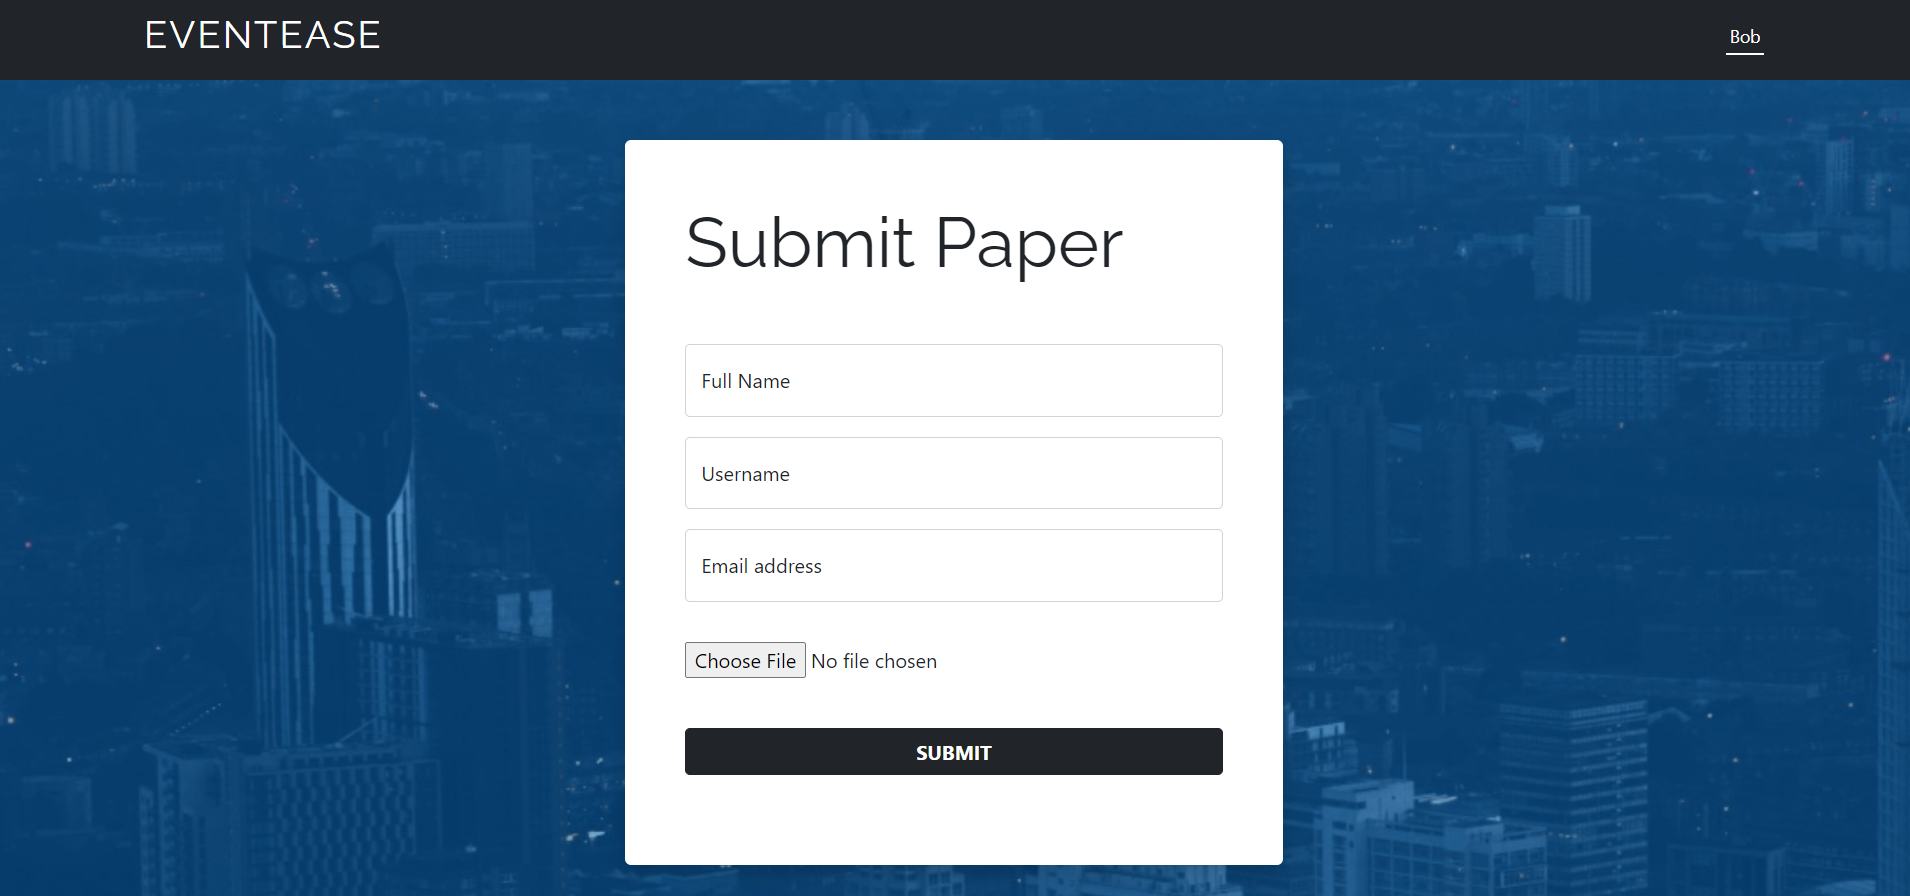 EVENTEASE
Bob
Submit Paper
Full Name
Username
Email address
Choose File No file chosen
SUBMIT